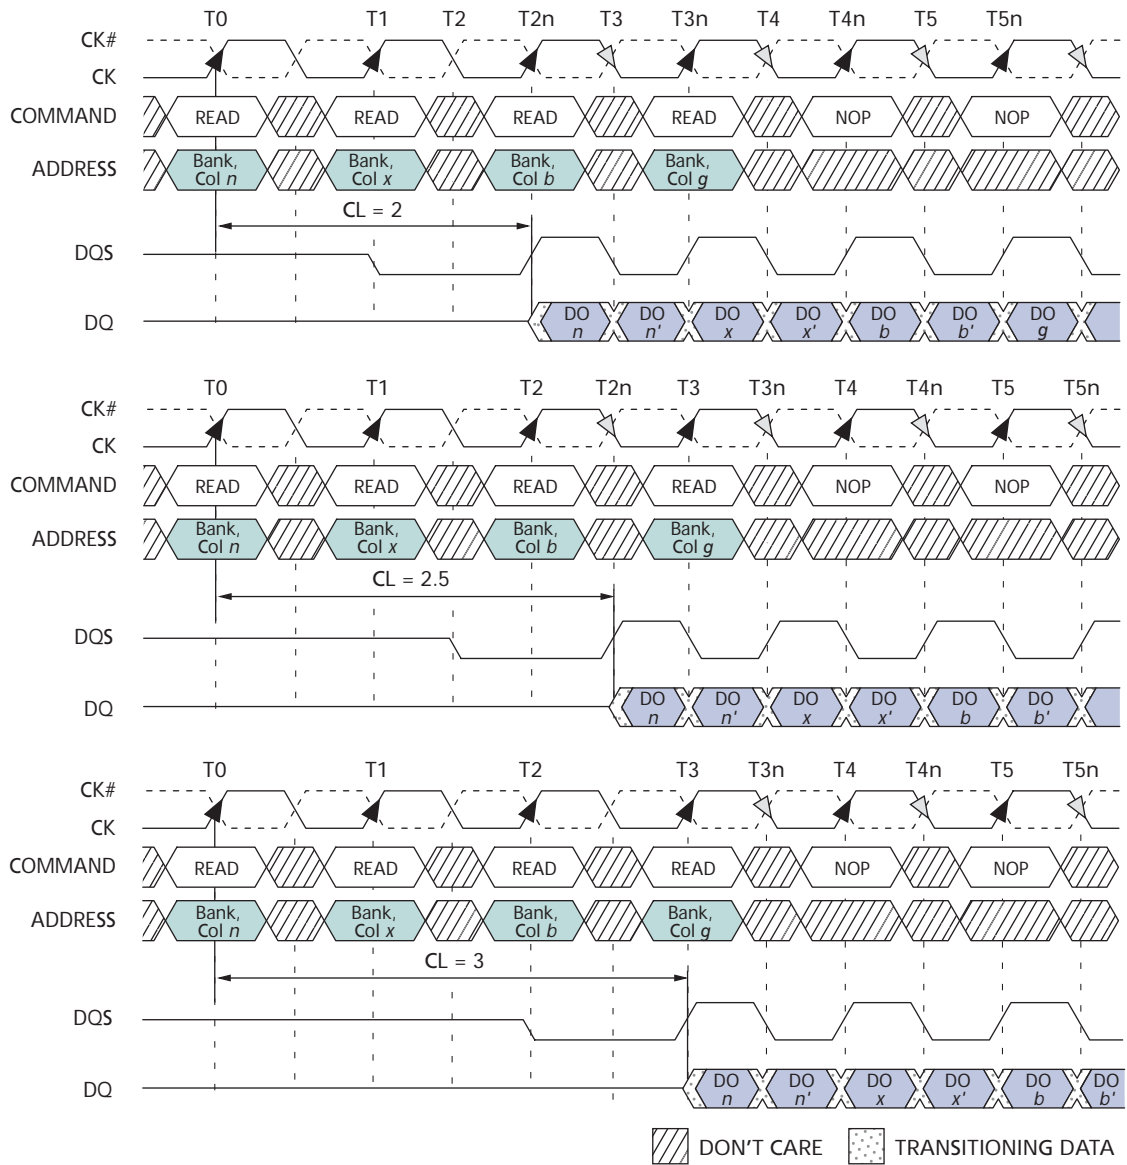 T0 T1 T2 T2n T3 T3n T4 T4n T5 T5n
CK#
CK
COMMAND READ READ READ READ NOP NOP
ADDRESS Bank, Col n Bank, Col x Bank, Col b Bank, Col g
CL = 2
DQS
DQ DO n DO n' DO x DO x' DO b DO b' DO g
T0 T1 T2 T2n T3 T3n T4 T4n T5 T5n
CK#
CK
COMMAND READ READ READ READ NOP NOP
ADDRESS Bank, Col n Bank, Col x Bank, Col b Bank, Col g
CL = 2.5
DQS
DQ DO n DO n' DO x DO x' DO b DO b'
T0 T1 T2 T3 T3n T4 T4n T5 T5n
CK#
CK
COMMAND READ READ READ READ NOP NOP
ADDRESS Bank, Col n Bank, Col x Bank, Col b Bank, Col g
CL = 3
DQS
DQ DO n DO n' DO x DO x' DO b DO b'
DON'T CARE TRANSITIONING DATA